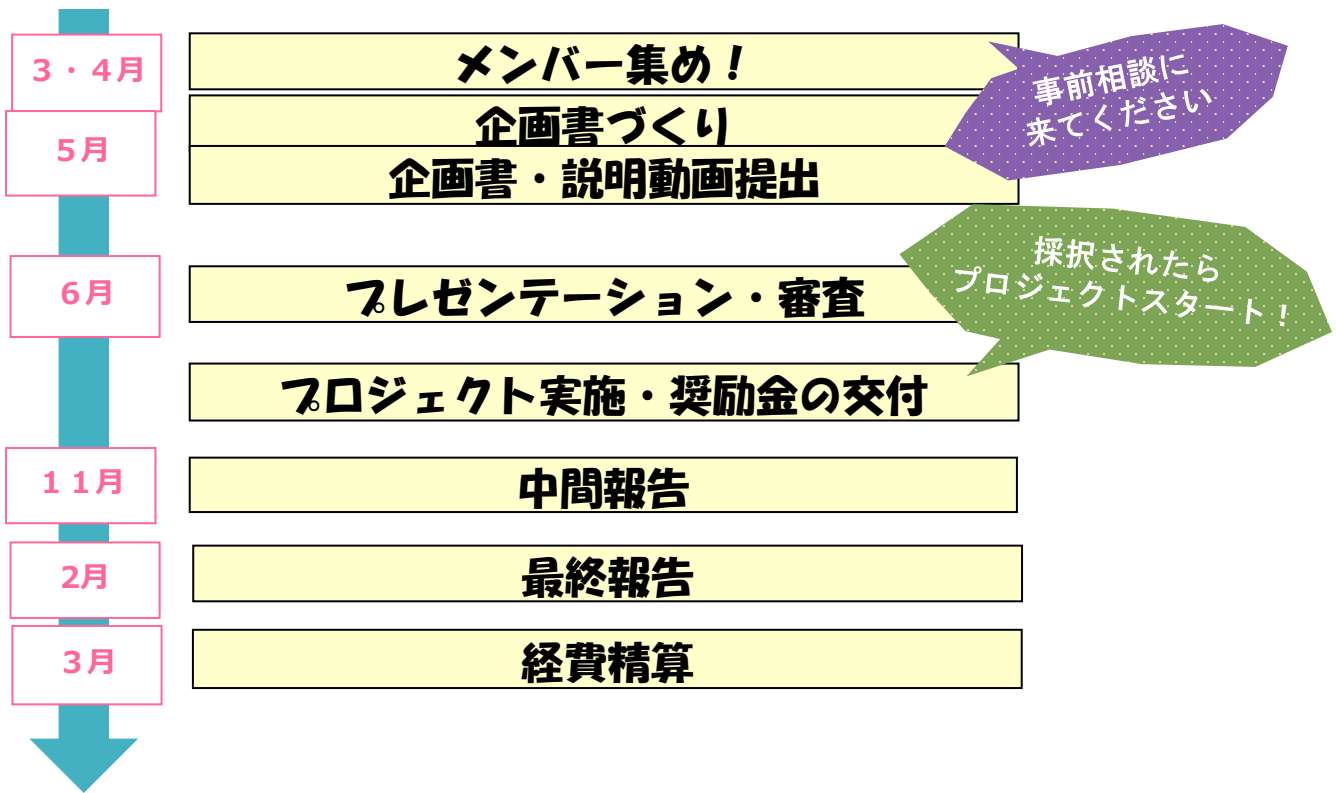 ３・４月
メンバー集め！
事前相談に
来てください
企画書づくり
５月
企画書・説明動画提出
採択されたら
プロジェクトスタート！
６月
プレゼンテーション・審査
プロジェクト実施・奨励金の交付
１１月
中間報告
2月
最終報告
３月
経費精算